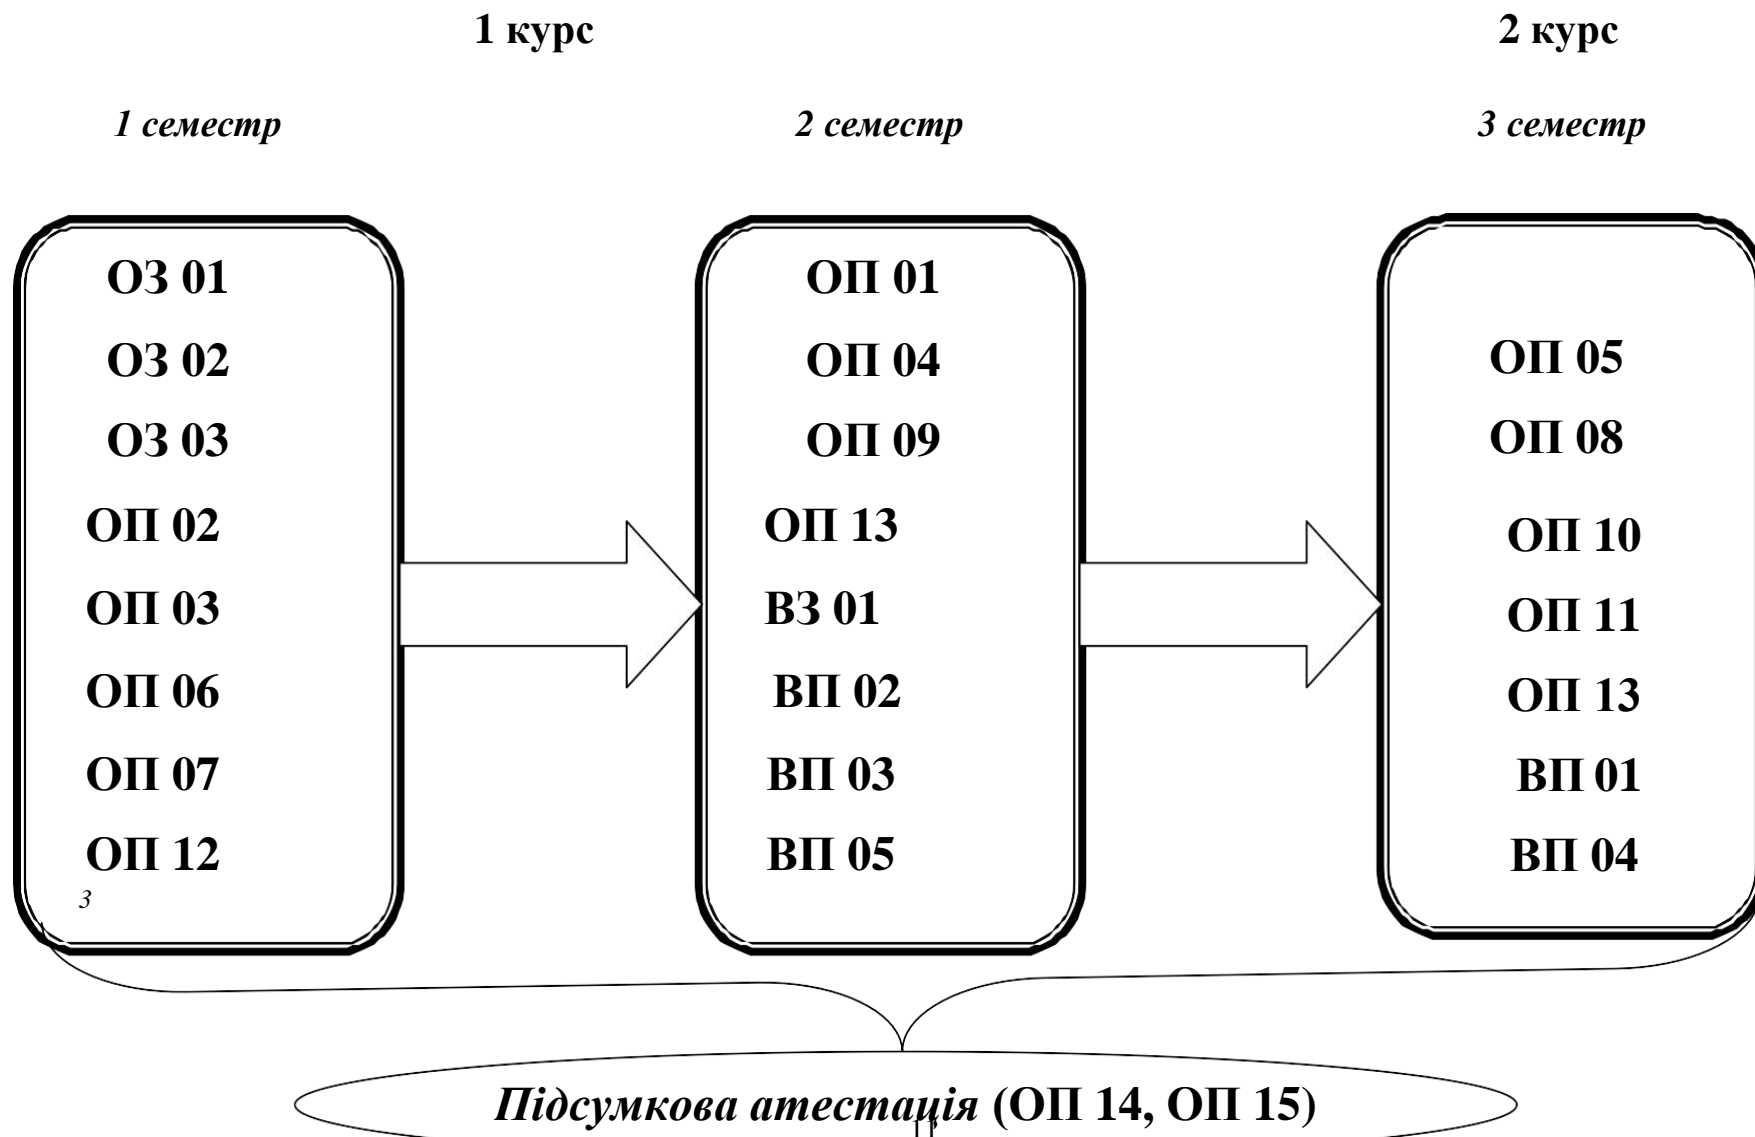 1 курс
2 курс
1 семестр
2 семестр
3 семестр
ОЗ 01
ОЗ 02
ОЗ 03
ОП 02
ОП 03
ОП 06
ОП 07
ОП 12
3
ОП 01
ОП 04
ОП 09
ОП 13
ВЗ 01
ВП 02
ВП 03
ВП 05
ОП 05
ОП 08
ОП 10
ОП 11
ОП 13
ВП 01
ВП 04
Підсумкова атестація (ОП 14, ОП 15)